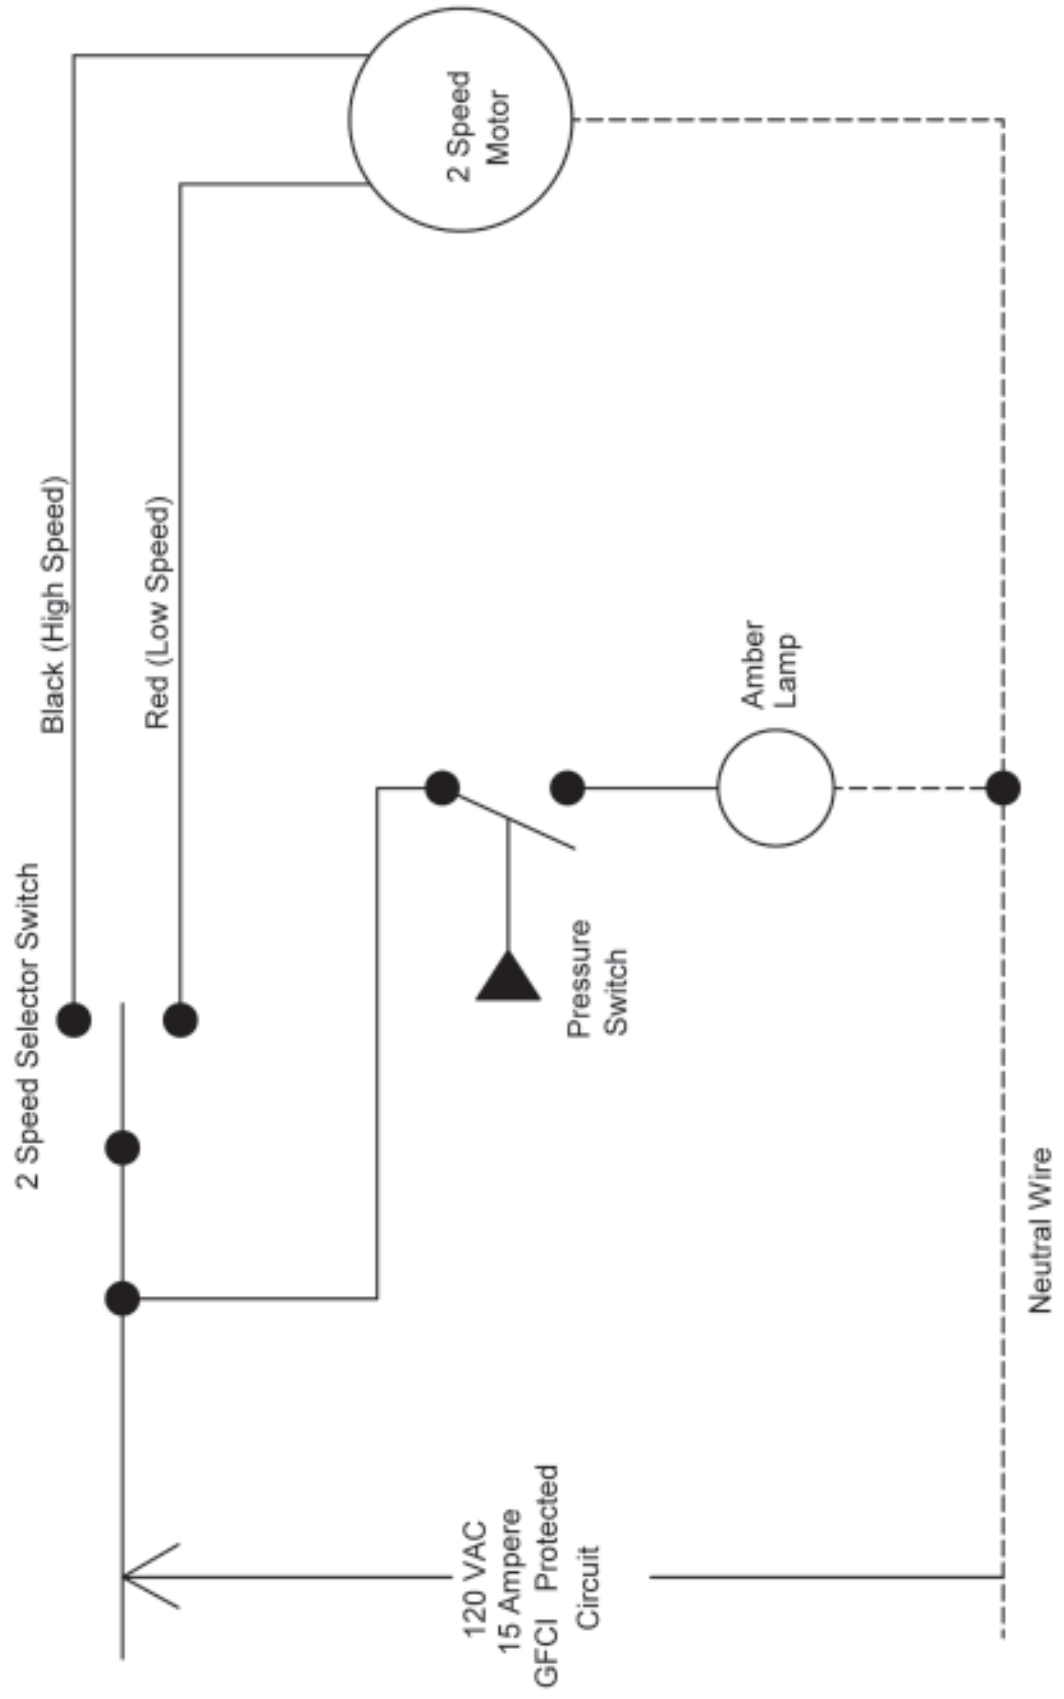 2 Speed Selector Switch
Black (High Speed)
Red (Low Speed)
2 Speed
Motor
Pressure
Switch
Amber
Lamp
120 VAC
15 Ampere
GFCI Protected
Circuit
Neutral Wire